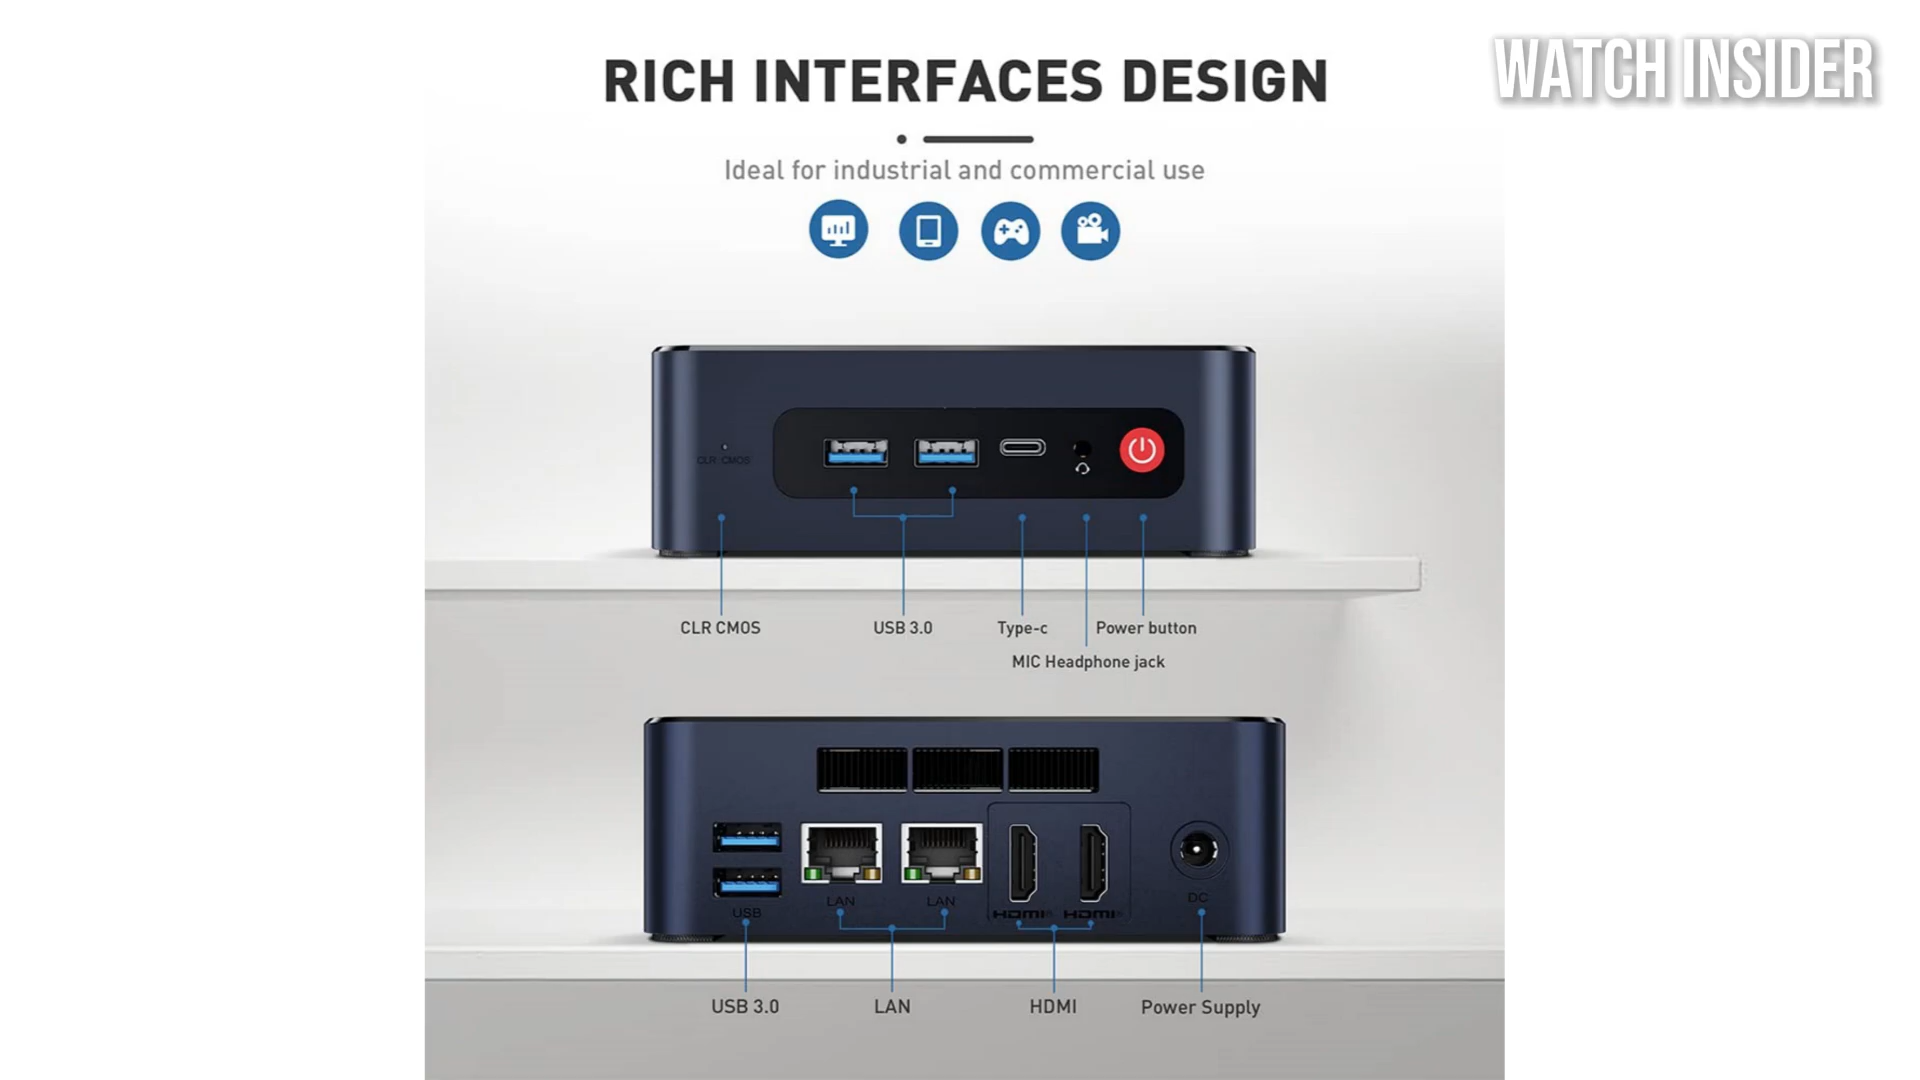 WATCH INSIDER
RICH INTERFACES DESIGN
Ideal for industrial and commercial use
CLR CMOS
CLR CMOS
USB 3.0
Type-c
Power button
MIC Headphone jack
USB
LAN
LAN
HDMI®
HDMI®
DC
USB 3.0
LAN
HDMI
Power Supply